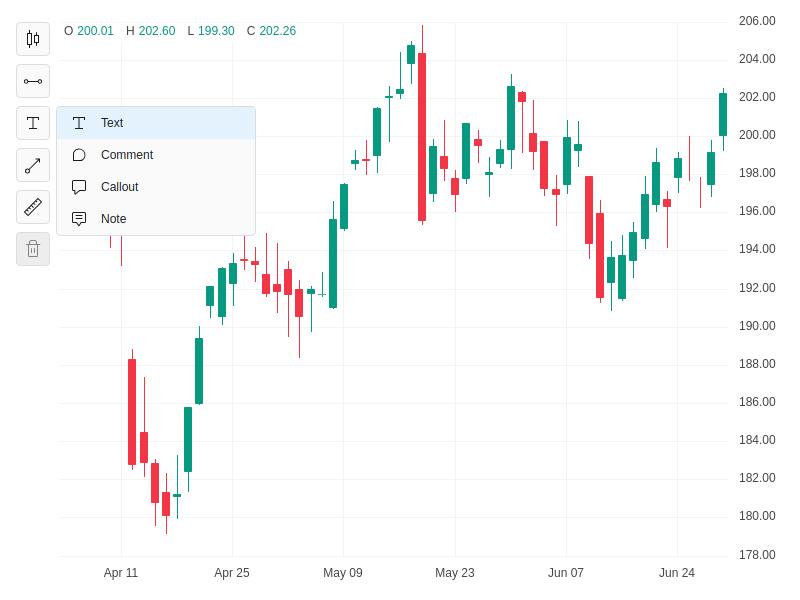 O 200.01 H 202.60 L 199.30 C 202.26
Text
Comment
Callout
Note
206.00
204.00
202.00
200.00
198.00
196.00
194.00
192.00
190.00
188.00
186.00
184.00
182.00
180.00
178.00
Apr 11 Apr 25 May 09 May 23 Jun 07 Jun 24